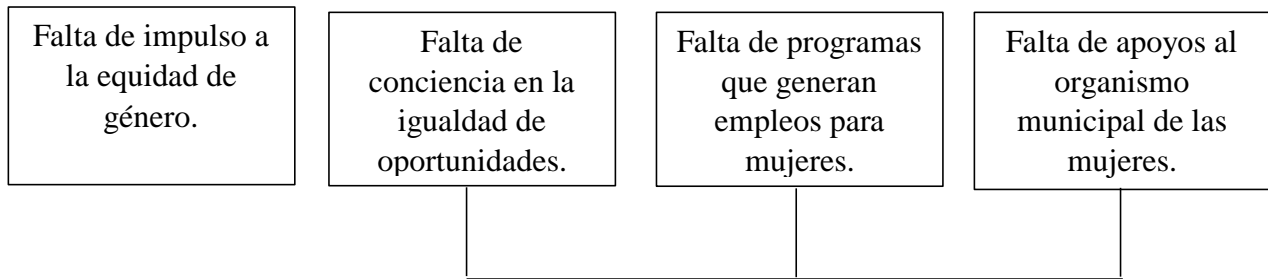 Falta de impulso a
la equidad de
género.
Falta de
conciencia en la
igualdad de
oportunidades.
Falta de programas
que generan
empleos para
mujeres.
Falta de apoyos al
organismo
municipal de las
mujeres.